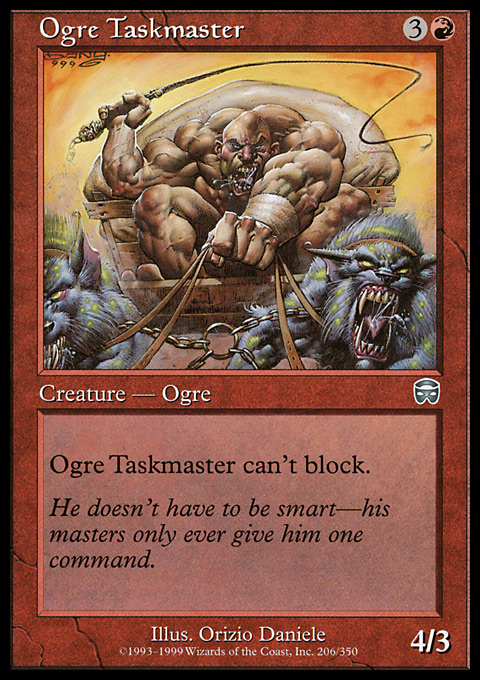 Ogre Taskmaster 3
999
Creature — Ogre
Ogre Taskmaster can't block.
He doesn't have to be smart—his
masters only ever give him one
command.
Illus. Orizio Daniele
4/3
©1993–1999 Wizards of the Coast, Inc. 206/350